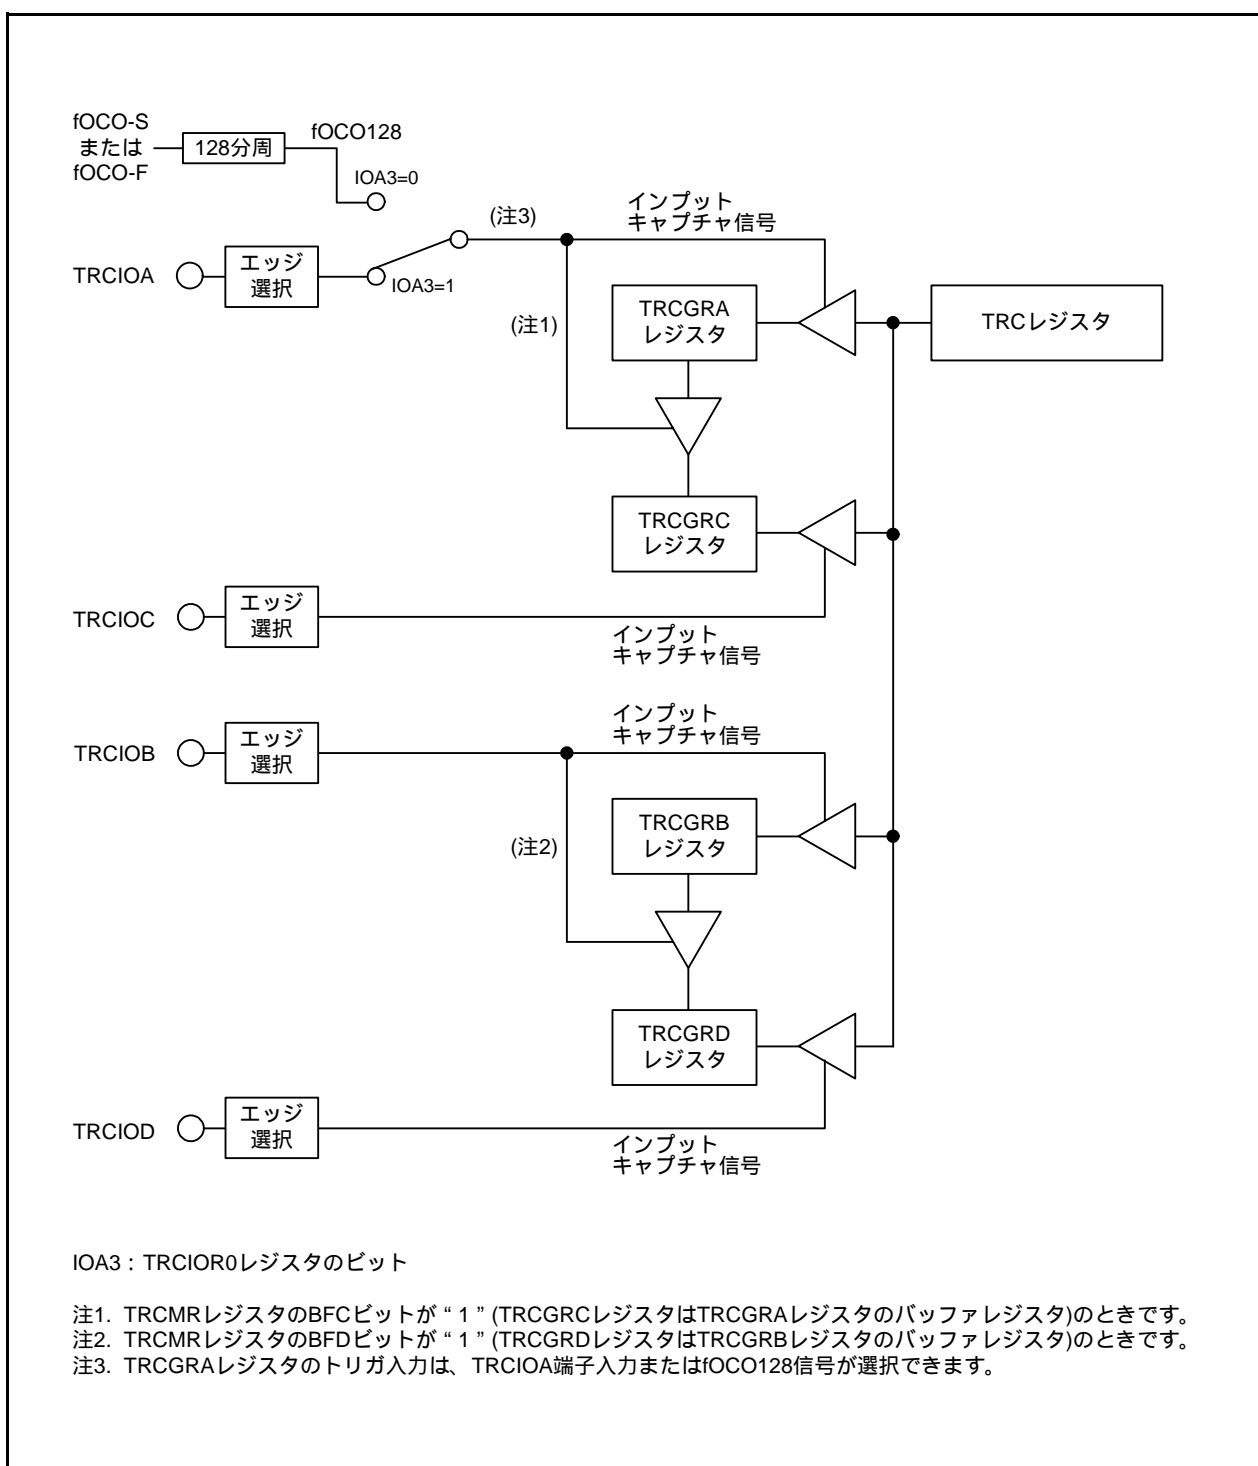 fOCO-S
または
fOCO-F
128分周
fOCO128
IOA3=0
(注3)
インプット
キャプチャ信号
TRCIOA
エッジ
選択
IOA3=1
(注1)
TRCGRA
レジスタ
TRCレジスタ
TRCGRC
レジスタ
TRCIOC
エッジ
選択
インプット
キャプチャ信号
インプット
キャプチャ信号
TRCIOB
エッジ
選択
(注2)
TRCGRB
レジスタ
TRCGRD
レジスタ
TRCIOD
エッジ
選択
インプット
キャプチャ信号
IOA3：TRCIOR0レジスタのビット
注1. TRCMRレジスタのBFCビットが“1”(TRCGRCレジスタはTRCGRAレジスタのバッファレジスタ)のときです。
注2. TRCMRレジスタのBFDビットが“1”(TRCGRDレジスタはTRCGRBレジスタのバッファレジスタ)のときです。
注3. TRCGRAレジスタのトリガ入力は、TRCIOA端子入力またはfOCO128信号が選択できます。